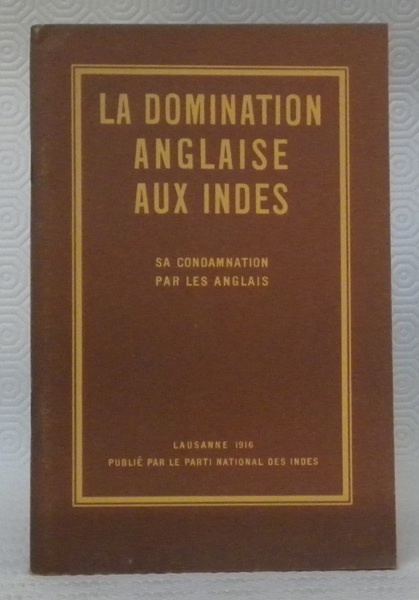 LA DOMINATION
ANGLAISE
AUX INDES
SA CONDAMNATION
PAR LES ANGLAIS
LAUSANNE 1916
PUBLIÉ PAR LE PARTI NATIONAL DES INDES